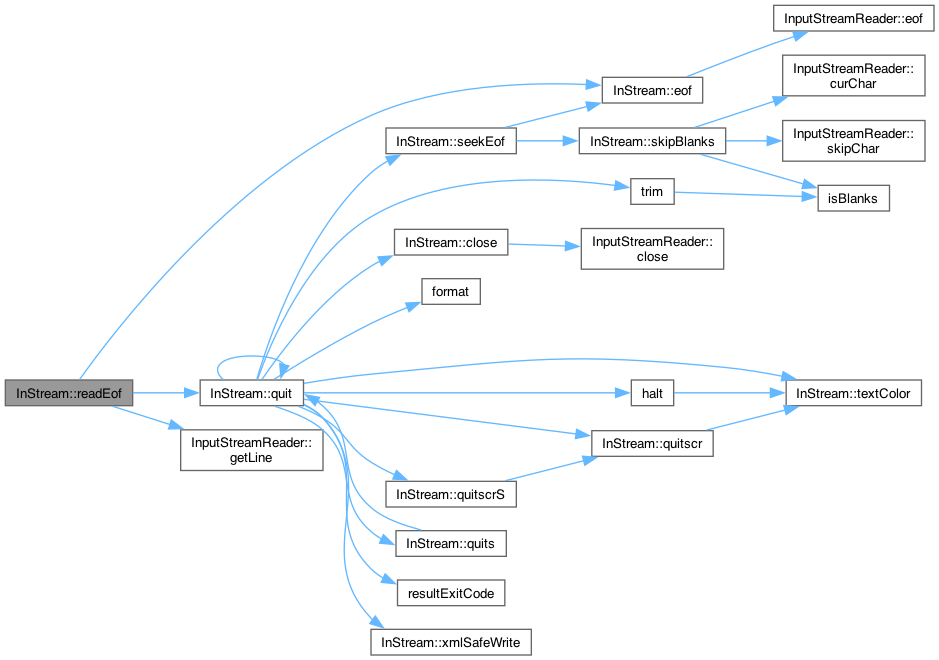 InputStreamReader::eof
InStream::eof
InputStreamReader::
curChar
InStream::seekEof
InStream::skipBlanks
InputStreamReader::
skipChar
trim
isBlanks
InStream::close
InputStreamReader::
close
format
InStream::readEof
InStream::quit
halt
InStream::textColor
InputStreamReader::
getLine
InStream::quitscr
InStream::quitscrS
InStream::quits
resultExitCode
InStream::xmlSafeWrite